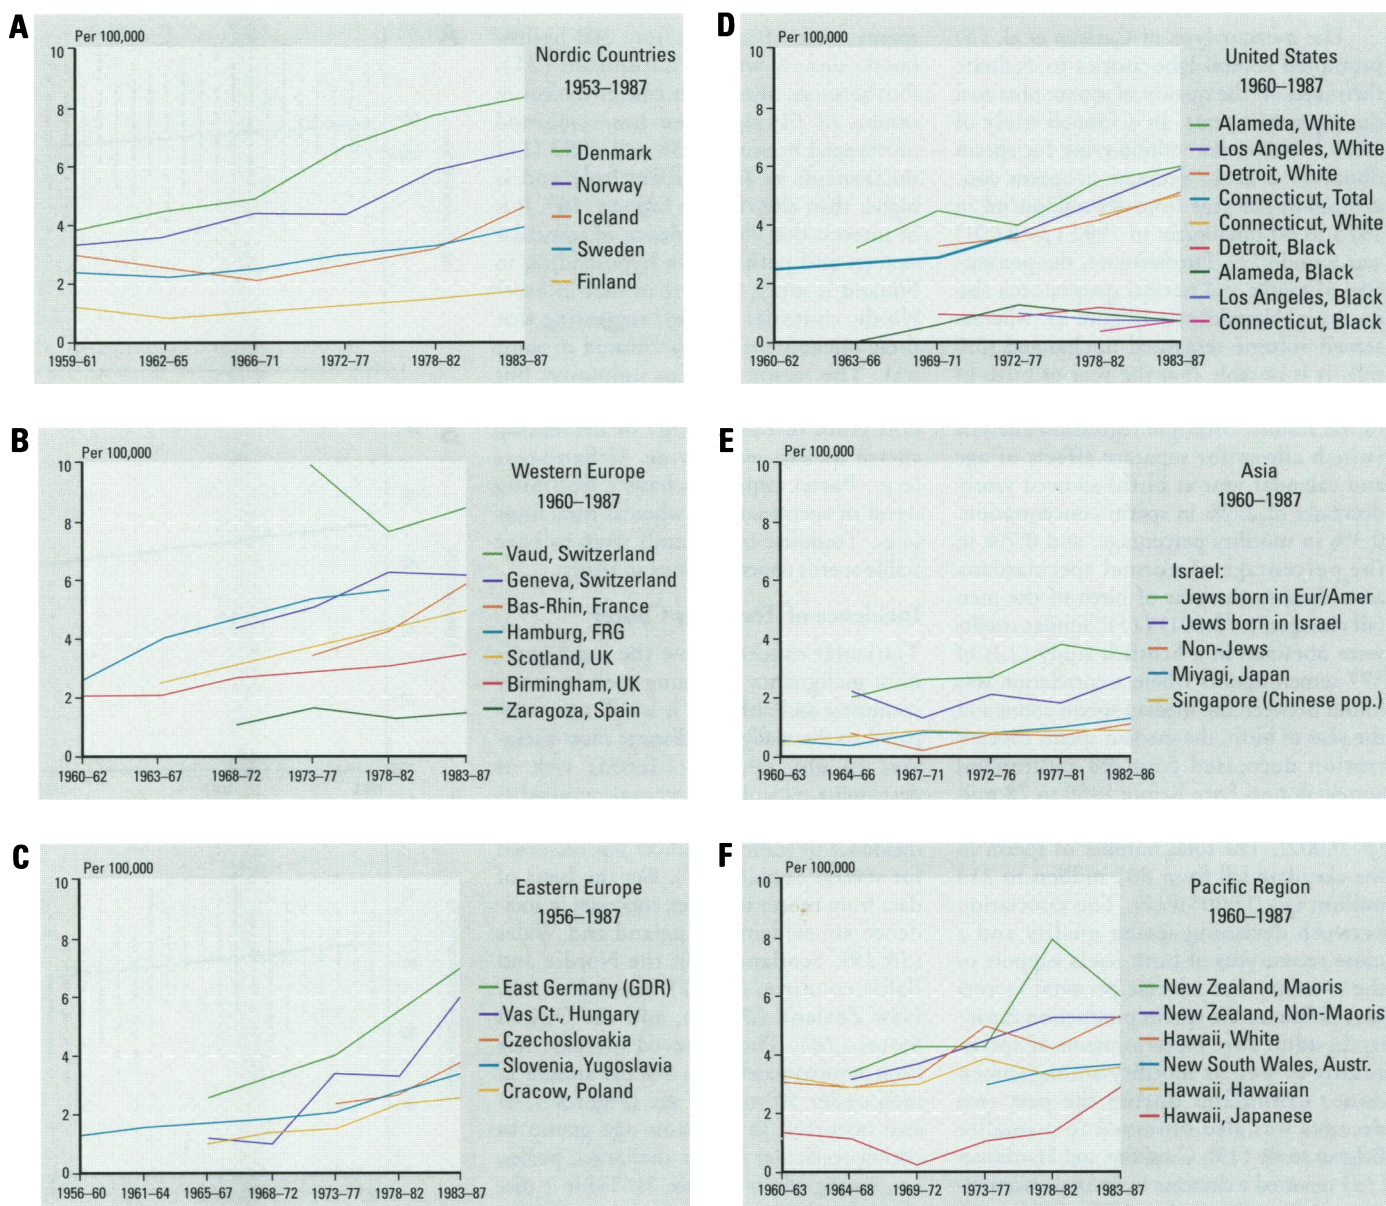 A
Per 100,000
Nordic Countries
1953–1987
10
8
6
4
2
0
Denmark
Norway
Iceland
Sweden
Finland
1959–61 1962–65 1966–71 1972–77 1978–82 1983–87
B
Per 100,000
Western Europe
1960–1987
10
8
6
4
2
0
Vaud, Switzerland
Geneva, Switzerland
Bas-Rhin, France
Hamburg, FRG
Scotland, UK
Birmingham, UK
Zaragoza, Spain
1960–62 1963–67 1968–72 1973–77 1978–82 1983–87
C
Per 100,000
Eastern Europe
1956–1987
10
8
6
4
2
0
East Germany (GDR)
Vas Ct., Hungary
Czechoslovakia
Slovenia, Yugoslavia
Cracow, Poland
1956–60 1961–64 1965–67 1968–72 1973–77 1978–82 1983–87
D
Per 100,000
United States
1960–1987
10
8
6
4
2
0
Alameda, White
Los Angeles, White
Detroit, White
Connecticut, Total
Connecticut, White
Detroit, Black
Alameda, Black
Los Angeles, Black
Connecticut, Black
1960–62 1963–66 1969–71 1972–77 1978–82 1983–87
E
Per 100,000
Asia
1960–1987
10
8
6
4
2
0
Israel:
Jews born in Eur/Amer
Jews born in Israel
Non-Jews
Miyagi, Japan
Singapore (Chinese pop.)
1960–63 1964–66 1967–71 1972–76 1977–81 1982–86
F
Per 100,000
Pacific Region
1960–1987
10
8
6
4
2
0
New Zealand, Maoris
New Zealand, Non-Maoris
Hawaii, White
New South Wales, Austr.
Hawaii, Hawaiian
Hawaii, Japanese
1960–63 1964–68 1969–72 1973–77 1978–82 1983–87